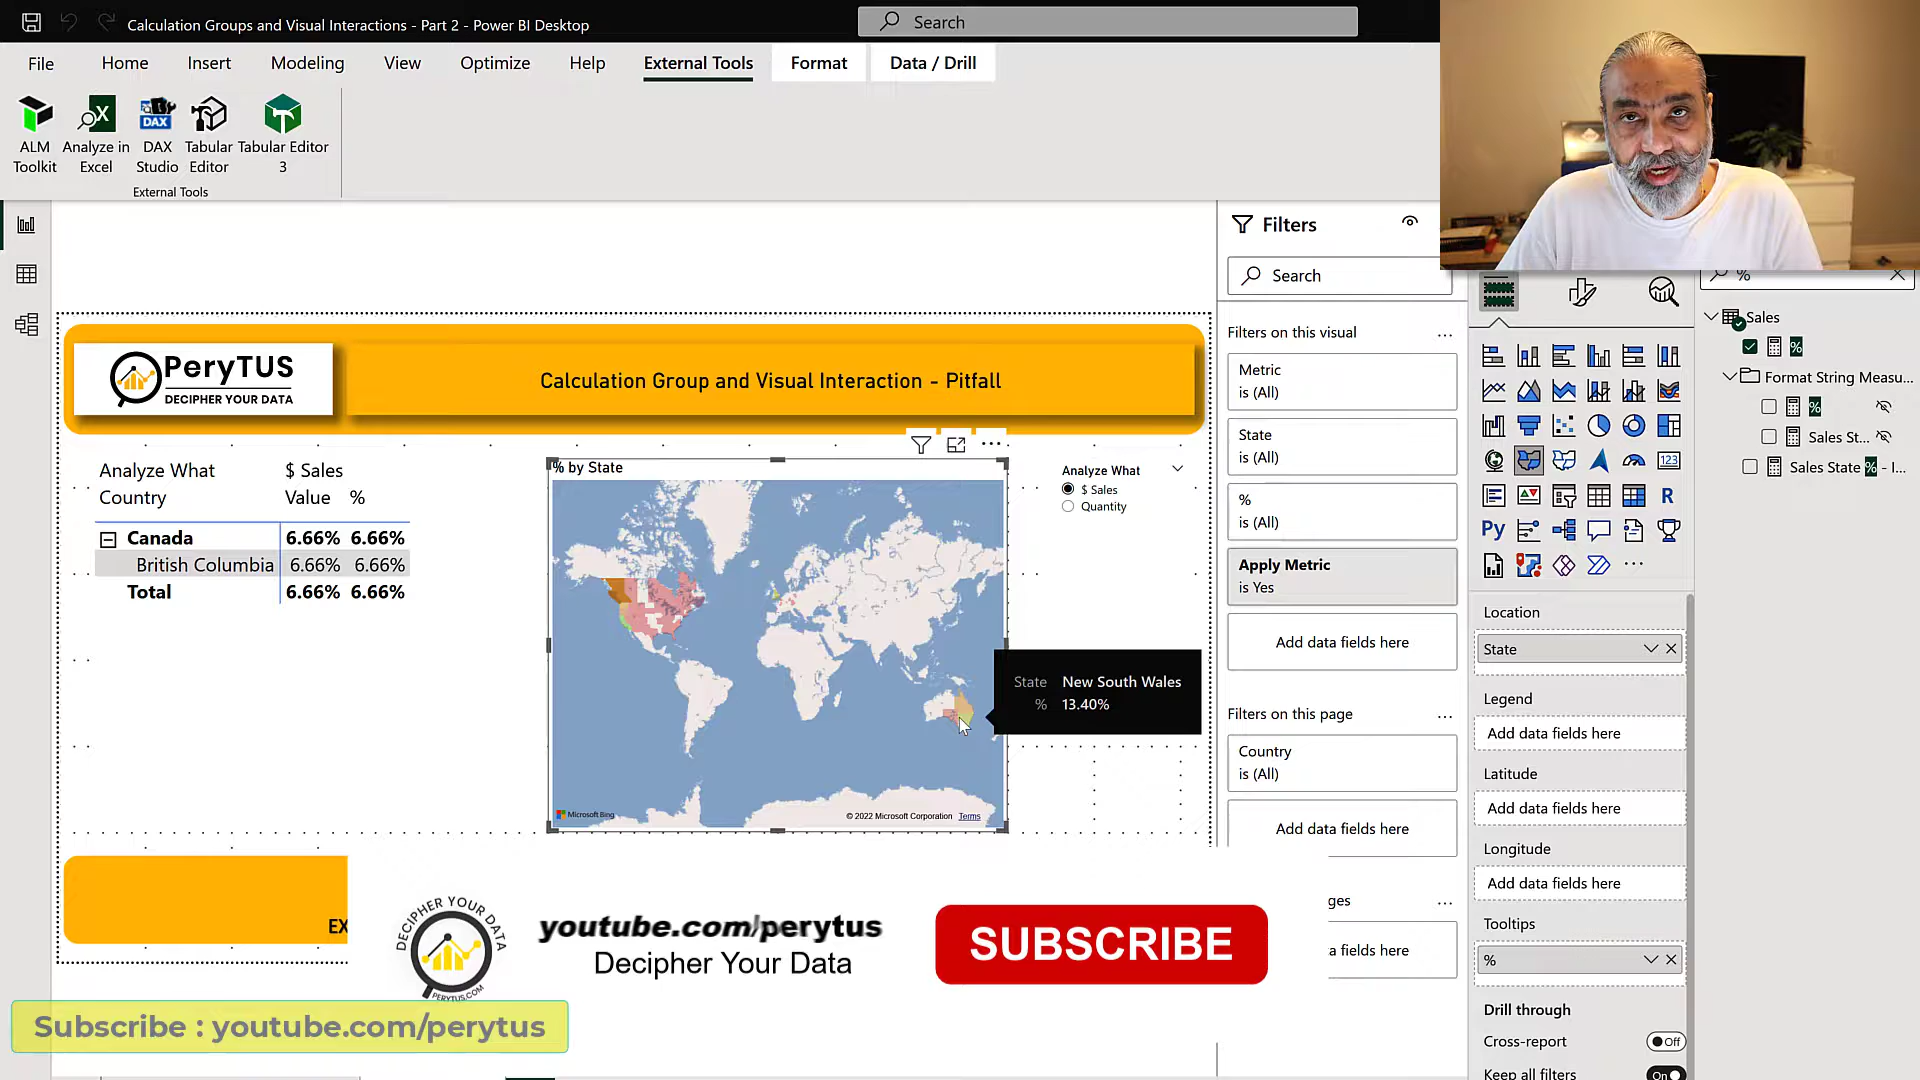 Calculation Groups and Visual Interactions - Part 2 - Power BI Desktop
Search
File Home Insert Modeling View Optimize Help External Tools Format Data / Drill
ALM Toolkit
Analyze in Excel
DAX Studio
Tabular Editor
Tabular Editor 3
External Tools
PeryTUS
DECIPHER YOUR DATA
Calculation Group and Visual Interaction - Pitfall
Analyze What $ Sales
Country Value %
Canada 6.66% 6.66%
British Columbia 6.66% 6.66%
Total 6.66% 6.66%
% by State
Microsoft Bing
© 2022 Microsoft Corporation Terms
State New South Wales
% 13.40%
Analyze What
$ Sales
Quantity
Filters
Search
Filters on this visual ...
Metric
is (All)
State
is (All)
%
is (All)
Apply Metric
is Yes
Add data fields here
Filters on this page ...
Country
is (All)
Add data fields here
ges ...
a fields here
R
Py
123
...
Location
State
Legend
Add data fields here
Latitude
Add data fields here
Longitude
Add data fields here
Tooltips
%
Drill through
Cross-report Off
Keep all filters On
%
Sales
%
Format String Measu...
%
Sales St...
Sales State % - I...
EX
DECIPHER YOUR DATA
PERYTUS.COM
youtube.com/perytus
Decipher Your Data
SUBSCRIBE
Subscribe : youtube.com/perytus